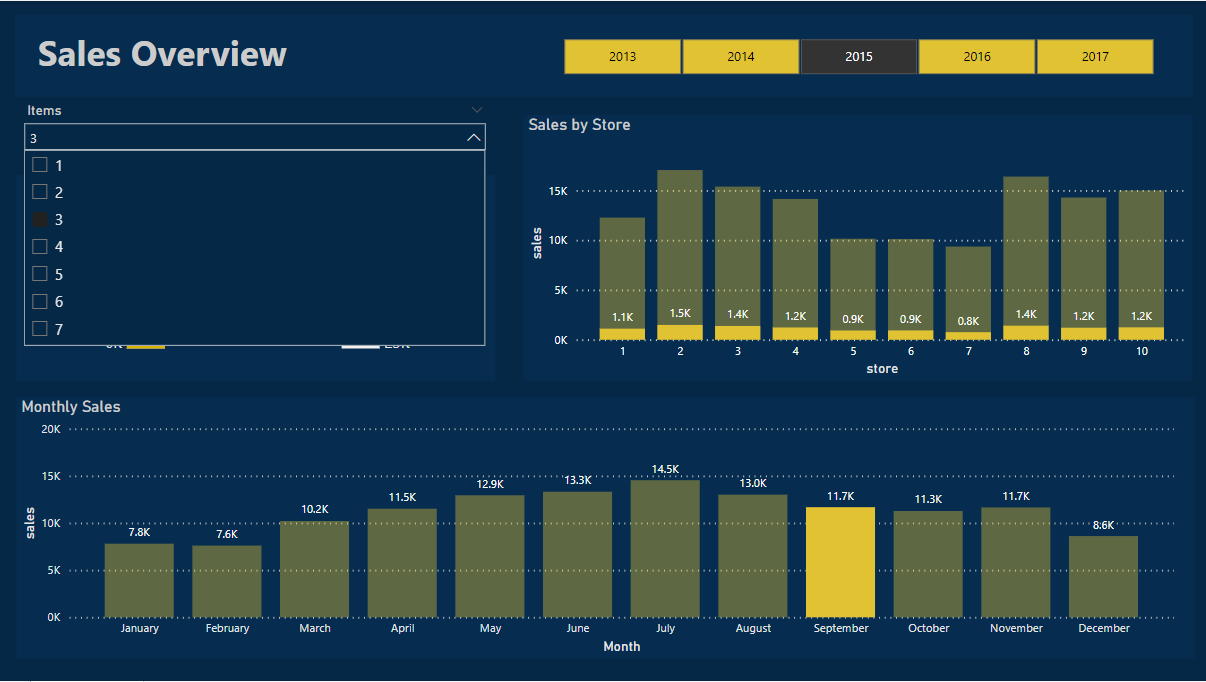 Sales Overview
2013 2014 2015 2016 2017
Items
3
1
2
3
4
5
6
7
Sales by Store
15K
10K
5K
0K
sales
1.1K 1.5K 1.4K 1.2K 0.9K 0.9K 0.8K 1.4K 1.2K 1.2K
1 2 3 4 5 6 7 8 9 10
store
Monthly Sales
20K
15K
10K
5K
0K
sales
7.8K 7.6K 10.2K 11.5K 12.9K 13.3K 14.5K 13.0K 11.7K 11.3K 11.7K 8.6K
January February March April May June July August September October November December
Month